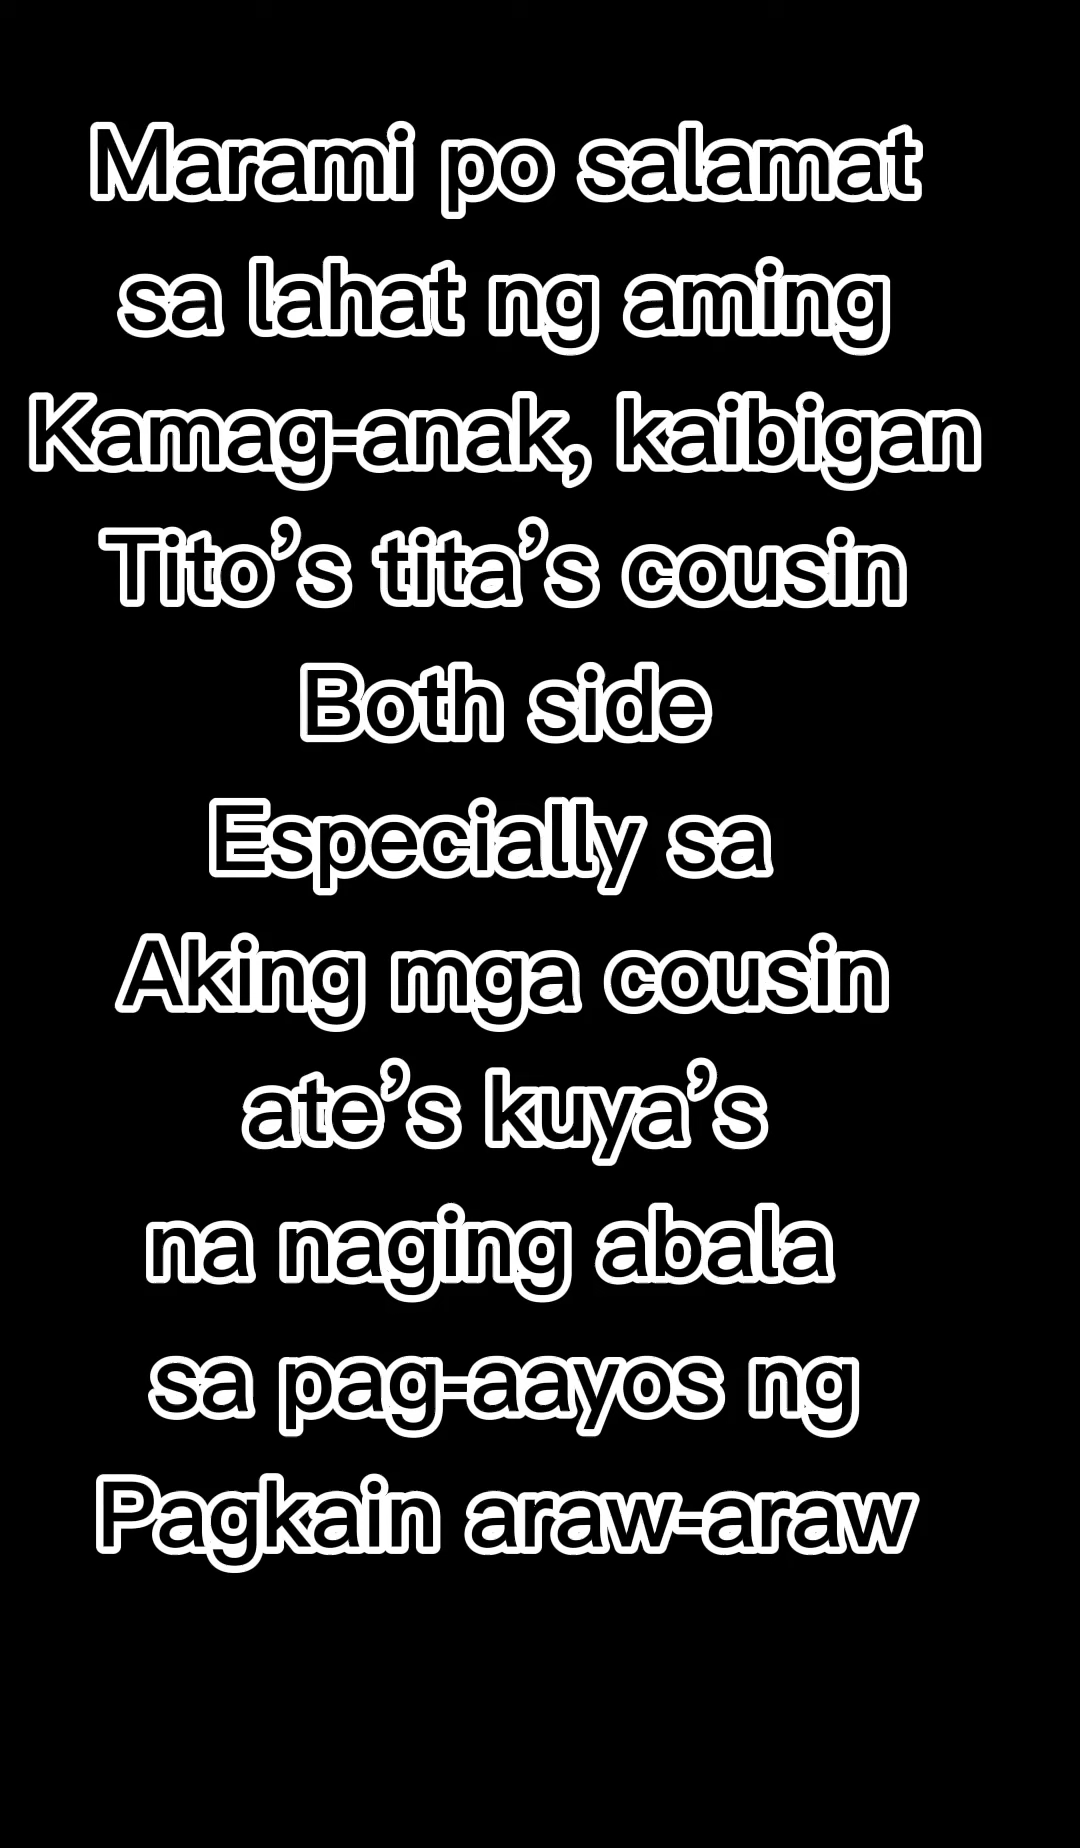 Marami po salamat
sa lahat ng aming
Kamag-anak, kaibigan
Tito’s tita’s cousin
Both side
Especially sa
Aking mga cousin
ate’s kuya’s
na naging abala
sa pag-aayos ng
Pagkain araw-araw